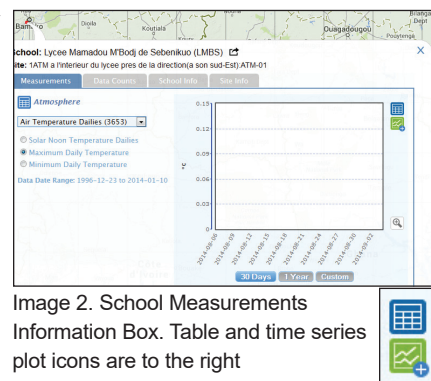 Diola
Koutiala
Ouagadougou
Pouytenga
School: Lycee Mamadou M'Bodj de Sebenikuo (LMBS)
Site: 1ATM a l'interieur du lycee pres de la direction(a son sud-Est):ATM-01
X
Measurements Data Counts School Info Site Info
Atmosphere
Air Temperature Dailies (3653)
Solar Noon Temperature Dailies
Maximum Daily Temperature
Minimum Daily Temperature
Data Date Range: 1996-12-23 to 2014-01-10
0.15
0.12
0.09
0.06
0.03
0
°C
2014-08-06
2014-08-09
2014-08-12
2014-08-15
2014-08-18
2014-08-21
2014-08-24
2014-08-27
2014-08-30
2014-09-02
30 Days 1 Year Custom
Image 2. School Measurements
Information Box. Table and time series
plot icons are to the right